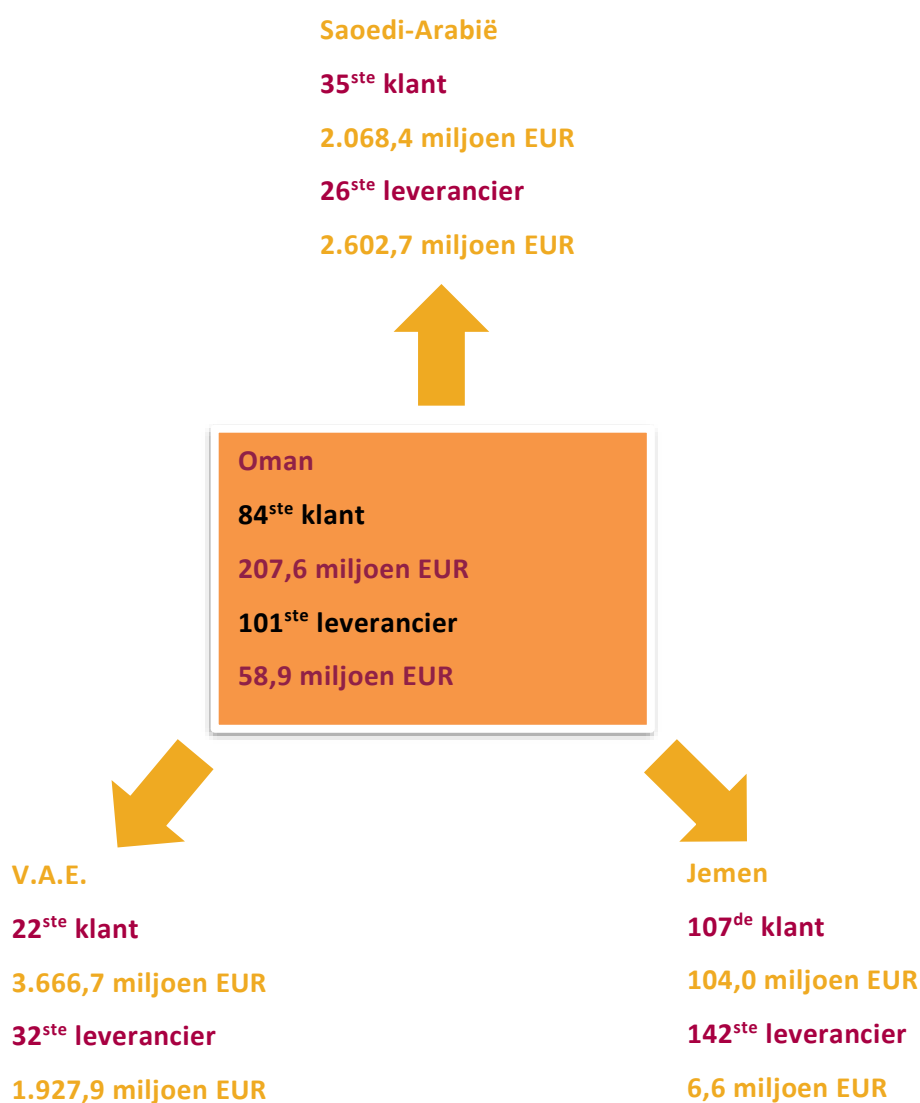 Saoedi-Arabië
35ste klant
2.068,4 miljoen EUR
26ste leverancier
2.602,7 miljoen EUR
Oman
84ste klant
207,6 miljoen EUR
101ste leverancier
58,9 miljoen EUR
V.A.E.
22ste klant
3.666,7 miljoen EUR
32ste leverancier
1.927,9 miljoen EUR
Jemen
107de klant
104,0 miljoen EUR
142ste leverancier
6,6 miljoen EUR